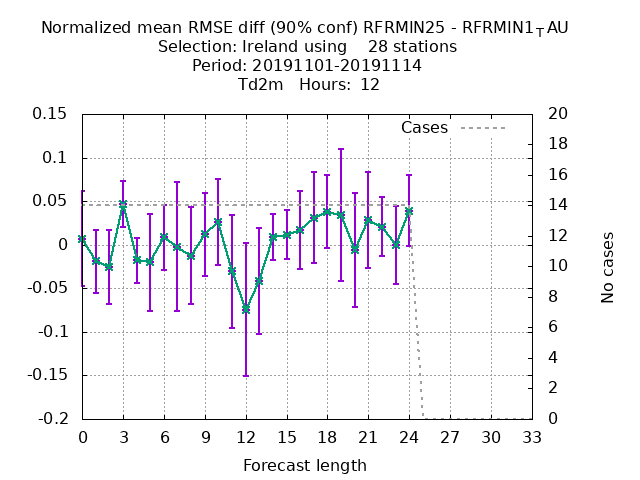 Normalized mean RMSE diff (90% conf) RFRMIN25 - RFRMIN1TAU
Selection: Ireland using 28 stations
Period: 20191101-20191114
Td2m Hours: 12
0.15
0.1
0.05
0
-0.05
-0.1
-0.15
-0.2
Cases
20
18
16
14
12
10
8
6
4
2
0
No cases
0 3 6 9 12 15 18 21 24 27 30 33
Forecast length